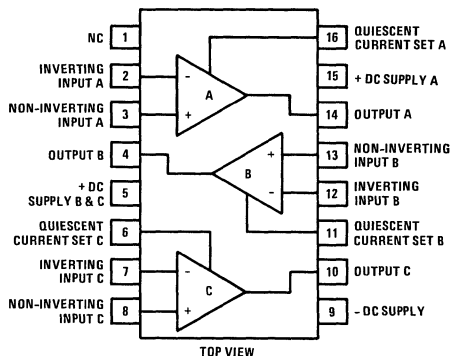 NC 1
16 QUIESCENT
CURRENT SET A
INVERTING
INPUT A 2
-
A
15 + DC SUPPLY A
NON-INVERTING
INPUT A 3
+
14 OUTPUT A
OUTPUT B 4
+
13 NON-INVERTING
INPUT B
B
+ DC
SUPPLY B & C 5
-
12 INVERTING
INPUT B
QUIESCENT
CURRENT SET C 6
11 QUIESCENT
CURRENT SET B
INVERTING
INPUT C 7
-
C
10 OUTPUT C
NON-INVERTING
INPUT C 8
+
9 - DC SUPPLY
TOP VIEW